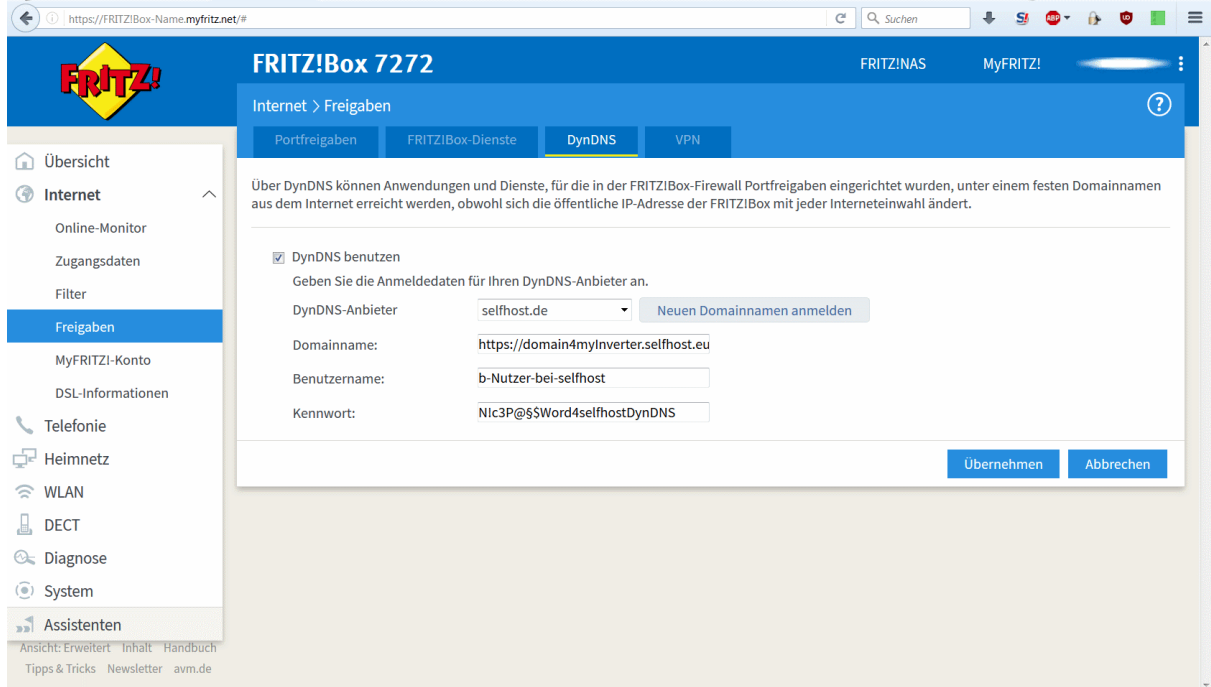 https://FRITZ!Box-Name.myfritz.net/#
Suchen
S!
ABP
FRITZ!
FRITZ!Box 7272
FRITZ!NAS
MyFRITZ!
Internet > Freigaben
?
Portfreigaben
FRITZ!Box-Dienste
DynDNS
VPN
Übersicht
Internet
Online-Monitor
Zugangsdaten
Filter
Freigaben
MyFRITZ!-Konto
DSL-Informationen
Telefonie
Heimnetz
WLAN
DECT
Diagnose
System
Assistenten
Ansicht: Erweitert Inhalt Handbuch
Tipps & Tricks Newsletter avm.de
Über DynDNS können Anwendungen und Dienste, für die in der FRITZ!Box-Firewall Portfreigaben eingerichtet wurden, unter einem festen Domainnamen
aus dem Internet erreicht werden, obwohl sich die öffentliche IP-Adresse der FRITZ!Box mit jeder Interneteinwahl ändert.
DynDNS benutzen
Geben Sie die Anmeldedaten für Ihren DynDNS-Anbieter an.
DynDNS-Anbieter
selfhost.de
Neuen Domainnamen anmelden
Domainname:
https://domain4myInverter.selfhost.eu
Benutzername:
b-Nutzer-bei-selfhost
Kennwort:
NIc3P@§$Word4selfhostDynDNS
Übernehmen
Abbrechen